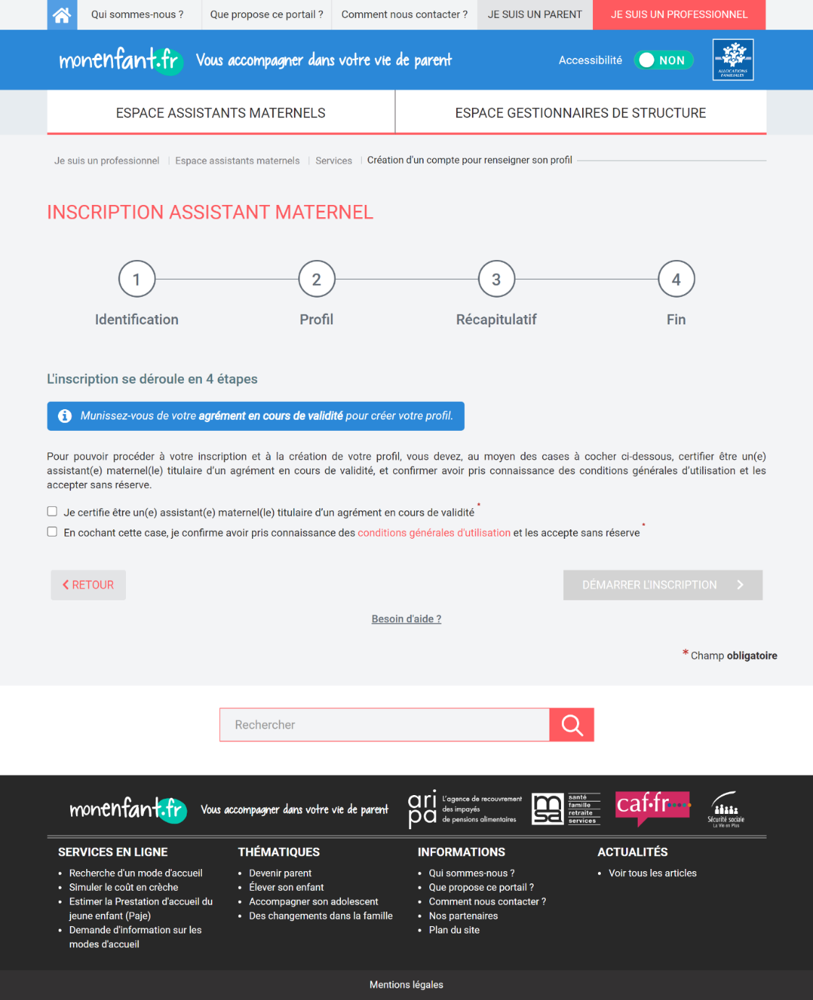 Qui sommes-nous ? Que propose ce portail ? Comment nous contacter ? JE SUIS UN PARENT JE SUIS UN PROFESSIONNEL
monenfant.fr Vous accompagner dans votre vie de parent Accessibilité NON
ALLOCATIONS
FAMILIALES
ESPACE ASSISTANTS MATERNELS ESPACE GESTIONNAIRES DE STRUCTURE
Je suis un professionnel Espace assistants maternels Services Création d'un compte pour renseigner son profil
INSCRIPTION ASSISTANT MATERNEL
1 2 3 4
Identification Profil Récapitulatif Fin
L'inscription se déroule en 4 étapes
Munissez-vous de votre agrément en cours de validité pour créer votre profil.
Pour pouvoir procéder à votre inscription et à la création de votre profil, vous devez, au moyen des cases à cocher ci-dessous, certifier être un(e)
assistant(e) maternel(le) titulaire d'un agrément en cours de validité, et confirmer avoir pris connaissance des conditions générales d'utilisation et les
accepter sans réserve.
Je certifie être un(e) assistant(e) maternel(le) titulaire d'un agrément en cours de validité *
En cochant cette case, je confirme avoir pris connaissance des conditions générales d'utilisation et les accepte sans réserve *
RETOUR DÉMARRER L'INSCRIPTION
Besoin d'aide ?
* Champ obligatoire
Rechercher
monenfant.fr Vous accompagner dans votre vie de parent
aripa L'agence de recouvrement
des impayés
de pensions alimentaires
msa santé
famille
retraite
services
caf.fr
Sécurité sociale
La Vie en Plus
SERVICES EN LIGNE
• Recherche d'un mode d'accueil
• Simuler le coût en crèche
• Estimer la Prestation d'accueil du
jeune enfant (Paje)
• Demande d'information sur les
modes d'accueil
THÉMATIQUES
• Devenir parent
• Élever son enfant
• Accompagner son adolescent
• Des changements dans la famille
INFORMATIONS
• Qui sommes-nous ?
• Que propose ce portail ?
• Comment nous contacter ?
• Nos partenaires
• Plan du site
ACTUALITÉS
• Voir tous les articles
Mentions légales